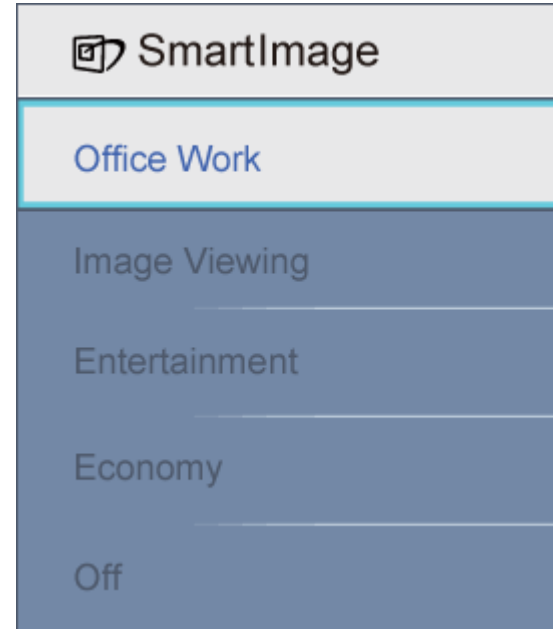 SmartImage
Office Work
Image Viewing
Entertainment
Economy
Off